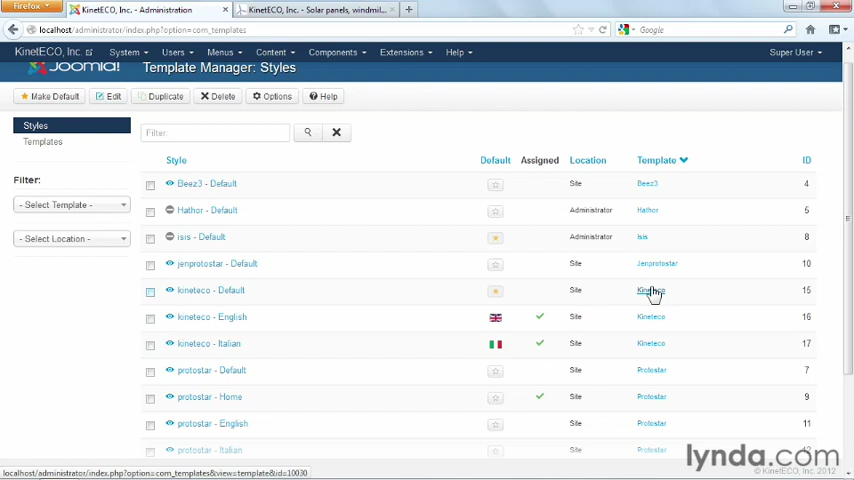 Firefox
KinetECO, Inc. - Administration
KinetECO, Inc. - Solar panels, windmil...
localhost/administrator/index.php?option=com_templates
Google
KinetECO, Inc. System Users Menus Content Components Extensions Help Super User
Joomla! Template Manager: Styles
Make Default Edit Duplicate Delete Options Help
Styles
Templates
Filter:
- Select Template -
- Select Location -
Filter:
Style Default Assigned Location Template ID
Beez3 - Default Site Beez3 4
Hathor - Default Administrator Hathor 5
isis - Default Administrator Isis 8
jenprotostar - Default Site Jenprotostar 10
kineteco - Default Site Kineteco 15
kineteco - English Site Kineteco 16
kineteco - Italian Site Kineteco 17
protostar - Default Site Protostar 7
protostar - Home Site Protostar 9
protostar - English Site Protostar 11
protostar - Italian Site Protostar 12
localhost/administrator/index.php?option=com_templates&view=template&id=10030
lynda.com
© KinetECO, Inc. 2012